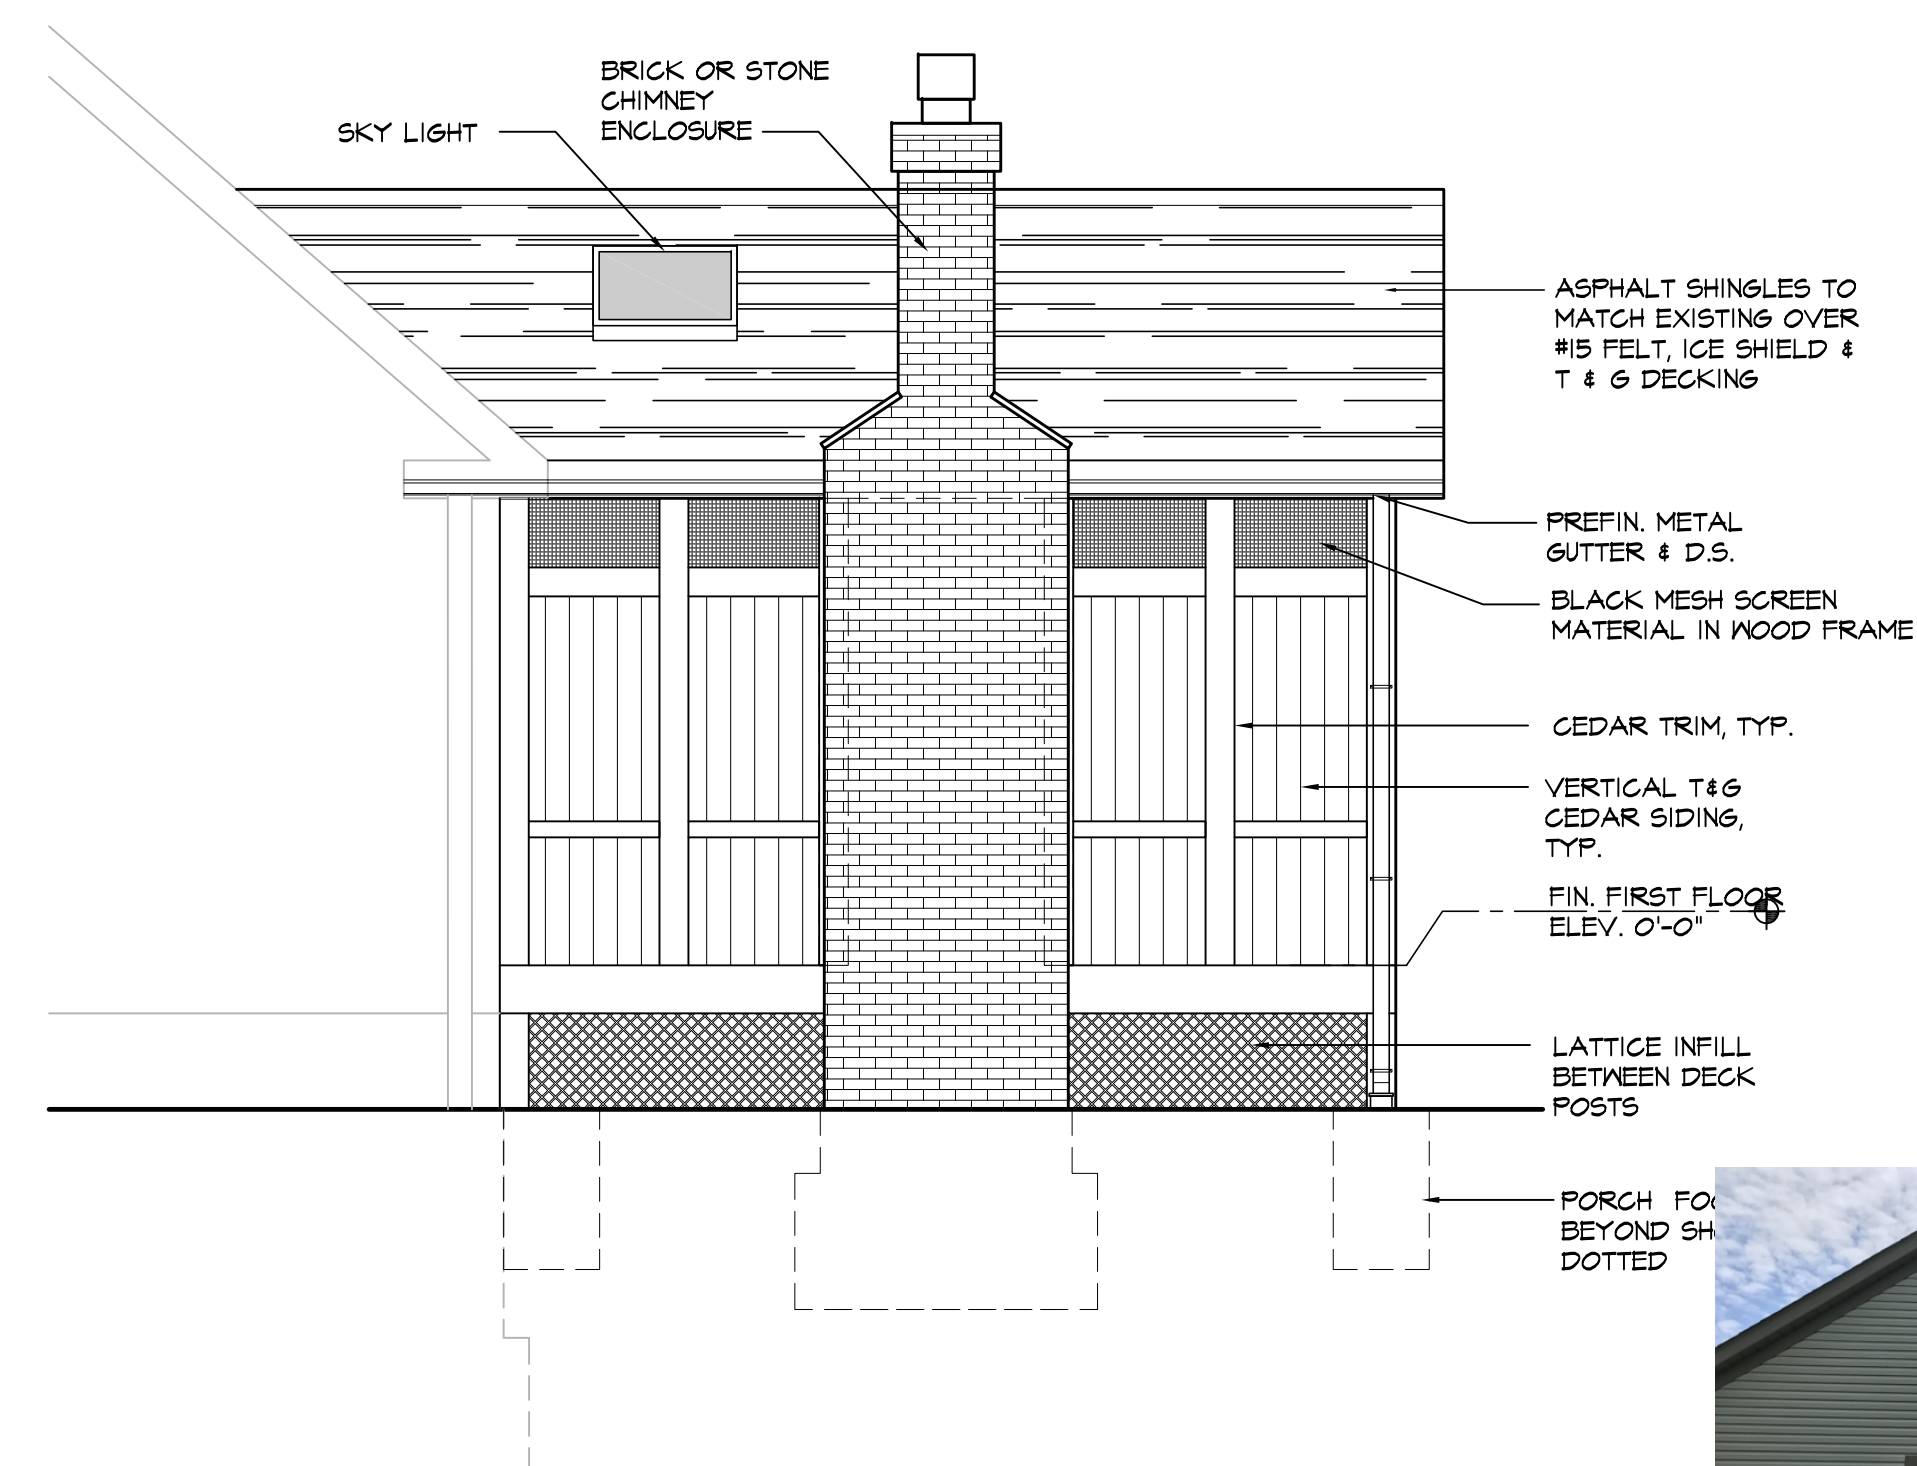 BRICK OR STONE
CHIMNEY
ENCLOSURE
SKY LIGHT
ASPHALT SHINGLES TO
MATCH EXISTING OVER
#15 FELT, ICE SHIELD &
T & G DECKING
PREFIN. METAL
GUTTER & D.S.
BLACK MESH SCREEN
MATERIAL IN WOOD FRAME
CEDAR TRIM, TYP.
VERTICAL T&G
CEDAR SIDING,
TYP.
FIN. FIRST FLOOR
ELEV. 0'-0"
LATTICE INFILL
BETWEEN DECK
POSTS
PORCH
BEYOND
DOTTED